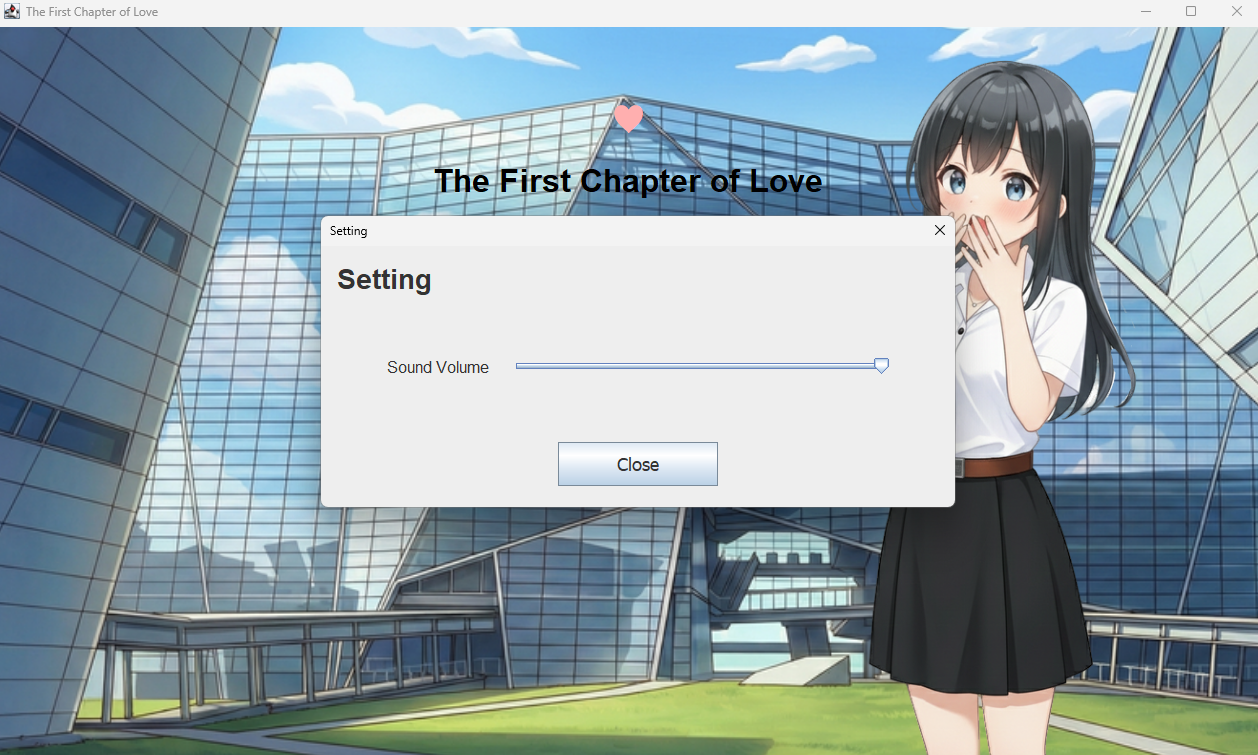 The First Chapter of Love
The First Chapter of Love
Setting
Setting
Sound Volume
Close